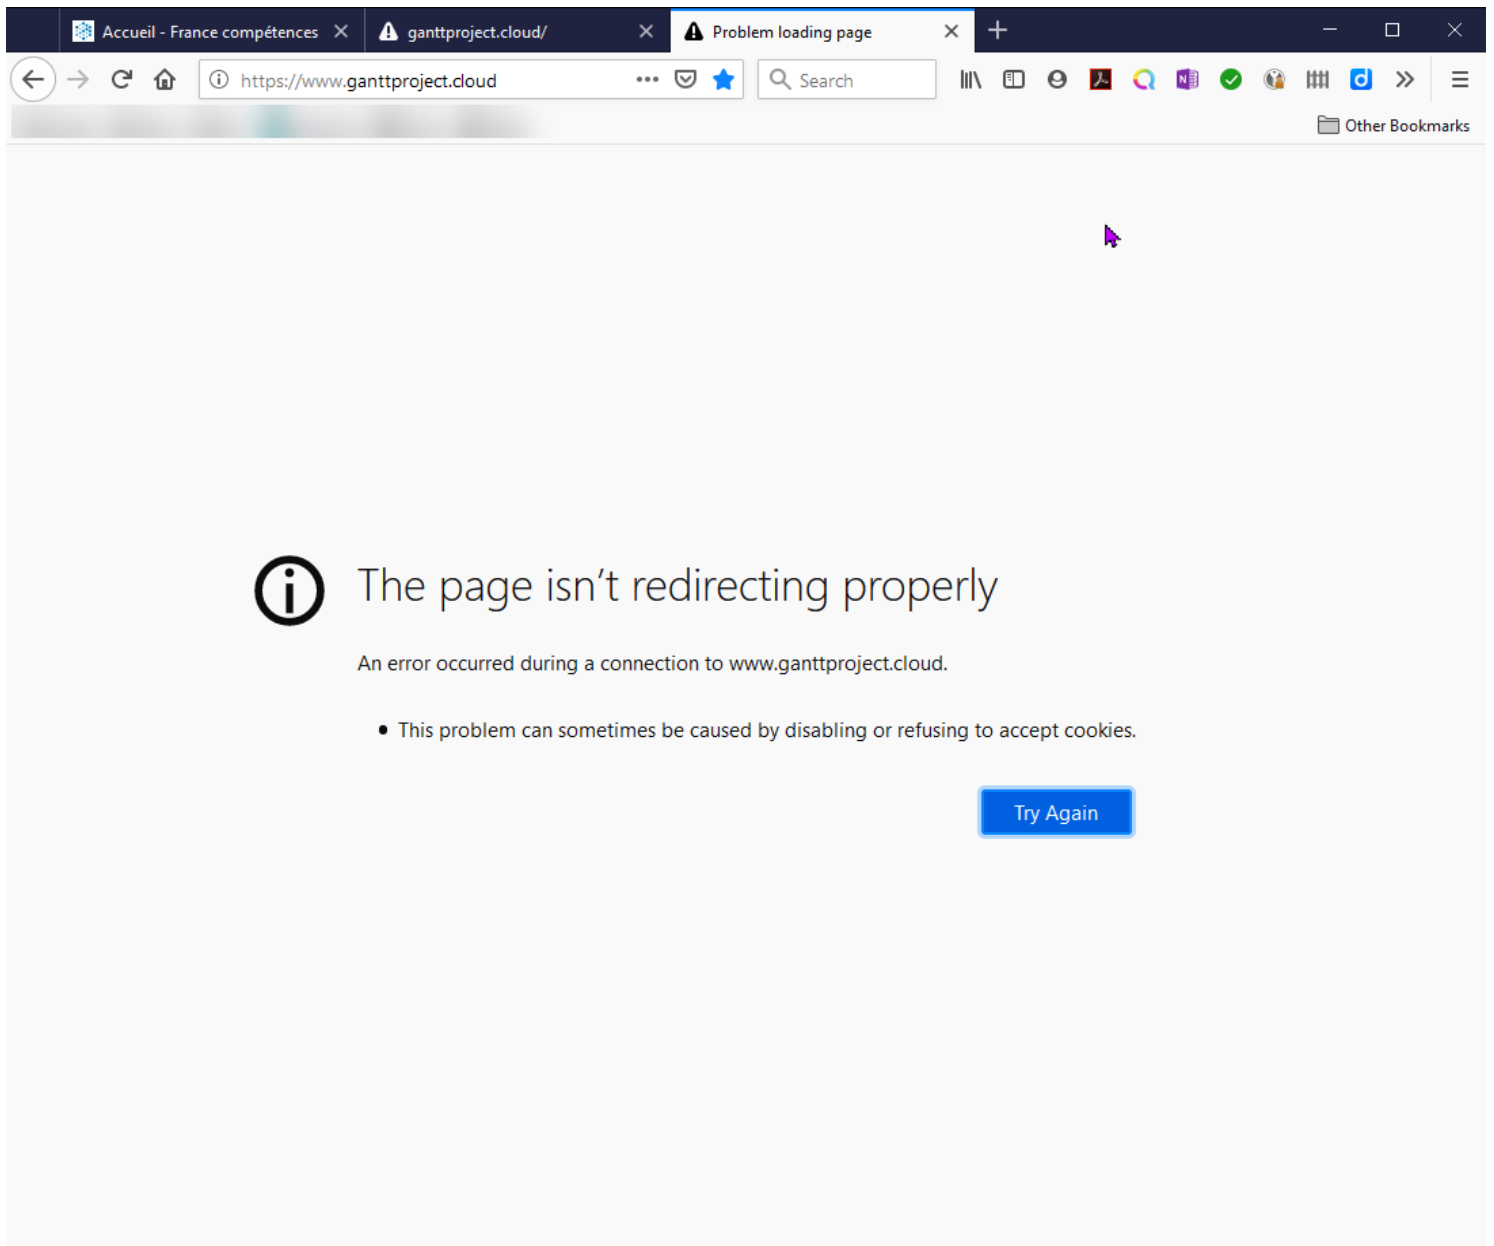 Accueil - France compétences
ganttproject.cloud/
Problem loading page
https://www.ganttproject.cloud
Search
Other Bookmarks
The page isn’t redirecting properly
An error occurred during a connection to www.ganttproject.cloud.
This problem can sometimes be caused by disabling or refusing to accept cookies.
Try Again